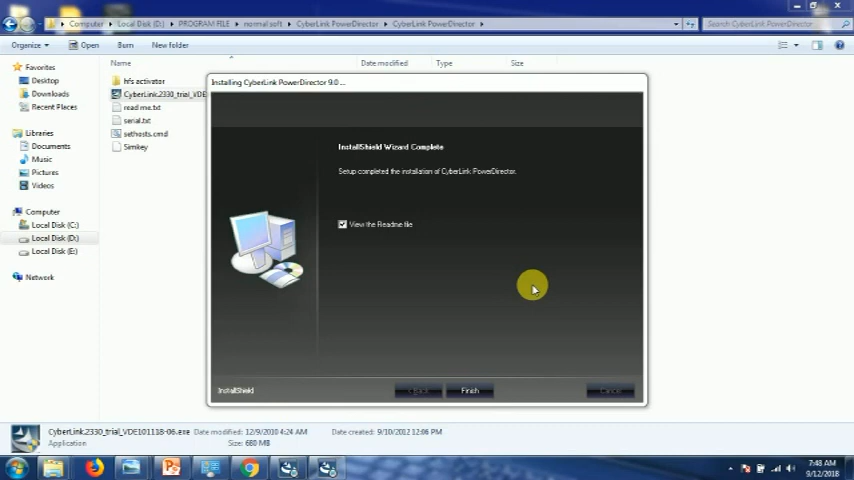 Computer ▸ Local Disk (D:) ▸ PROGRAM FILE ▸ normal soft ▸ CyberLink PowerDirector ▸ CyberLink PowerDirector ▸
Search CyberLink PowerDirector
Organize ▾ Open Burn New folder
Favorites
Desktop
Downloads
Recent Places
Libraries
Documents
Music
Pictures
Videos
Computer
Local Disk (C:)
Local Disk (D:)
Local Disk (E:)
Network
Name Date modified Type Size
hfs activator
CyberLink.2330_trial_VDE
read me.txt
serial.txt
sethosts.cmd
Simkey
Installing CyberLink PowerDirector 9.0 ...
InstallShield Wizard Complete
Setup completed the installation of CyberLink PowerDirector.
View the Readme file
InstallShield
< Back Finish Cancel
CyberLink.2330_trial_VDE101118-06.exe Date modified: 12/9/2010 4:24 AM Date created: 9/10/2012 12:06 PM
Application Size: 680 MB
7:48 AM
9/12/2018